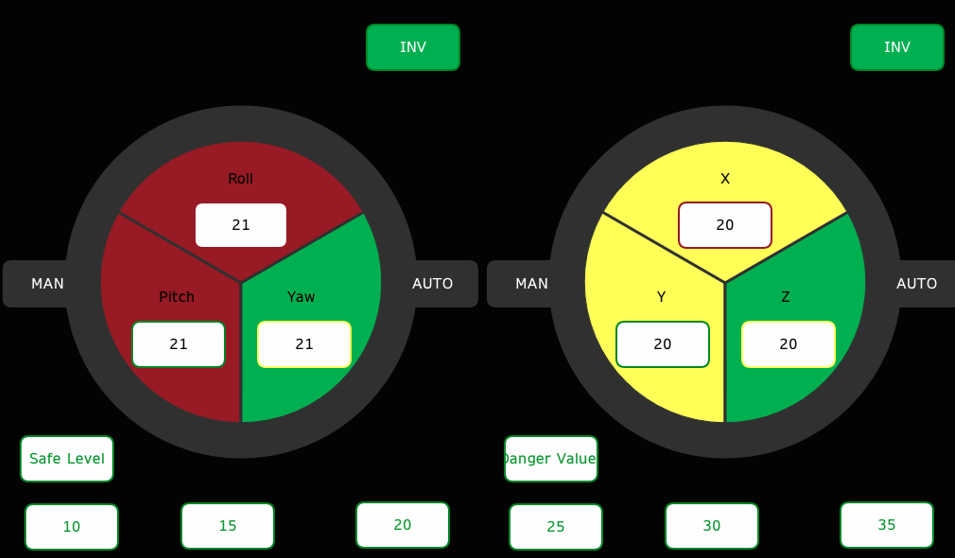 INV
INV
Roll
21
X
20
MAN
AUTO
MAN
AUTO
Pitch
Yaw
Y
Z
21
21
20
20
Safe Level
Danger Value
10
15
20
25
30
35